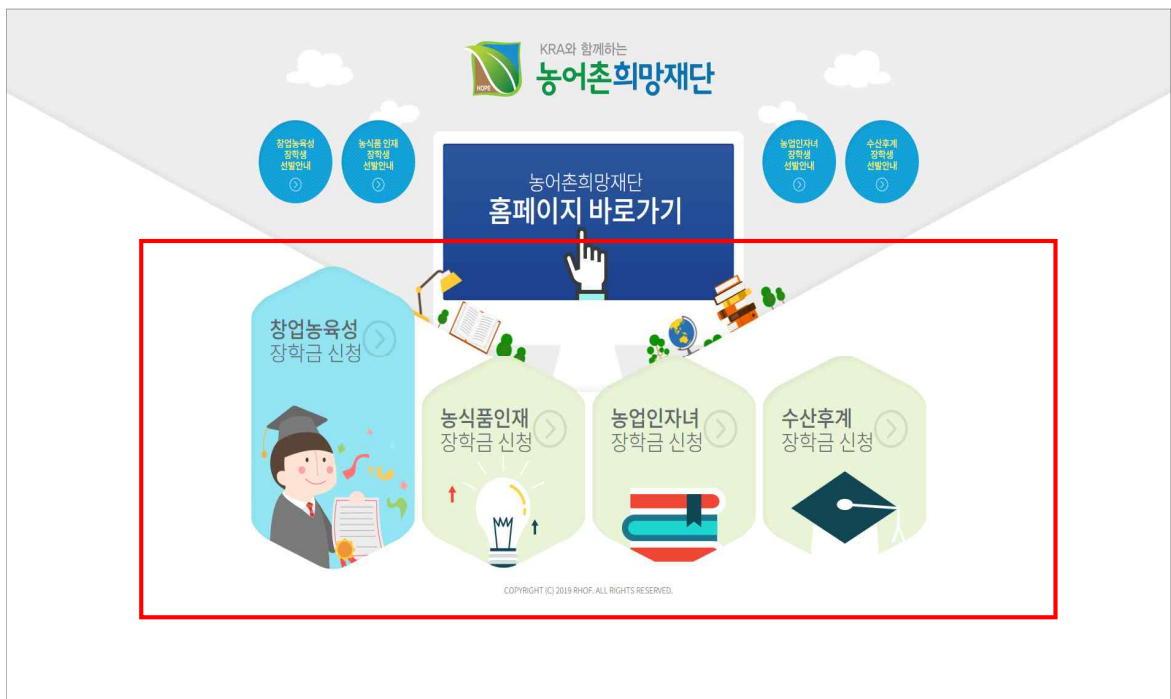 KRA와 함께하는
농어촌희망재단
HOPE
창업농육성
장학생
선발안내
농식품 인재
장학생
선발안내
농업인자녀
장학생
선발안내
수산후계
장학생
선발안내
농어촌희망재단
홈페이지 바로가기
창업농육성
장학금 신청
농식품인재
장학금 신청
농업인자녀
장학금 신청
수산후계
장학금 신청
COPYRIGHT (C) 2019 RHOF. ALL RIGHTS RESERVED.